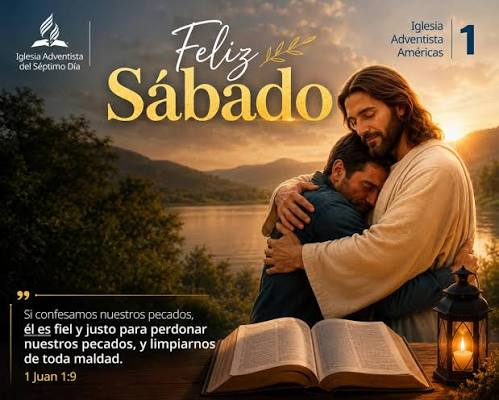 Iglesia Adventista
del Séptimo Día
Feliz
Sábado
Iglesia
Adventista
Américas
1
Si confesamos nuestros pecados,
él es fiel y justo para perdonar
nuestros pecados, y limpiarnos
de toda maldad.
1 Juan 1:9